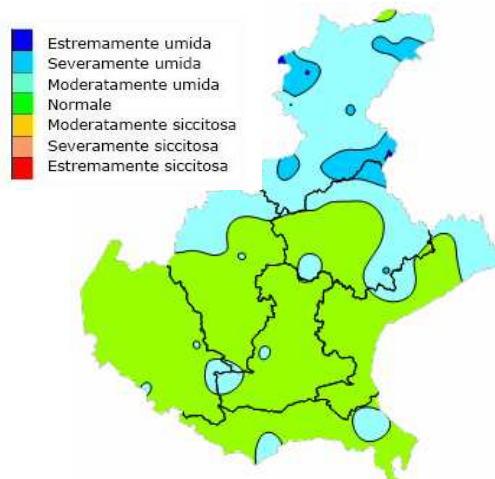 Estremamente umida
Severamente umida
Moderatamente umida
Normale
Moderatamente siccitosa
Severamente siccitosa
Estremamente siccitosa